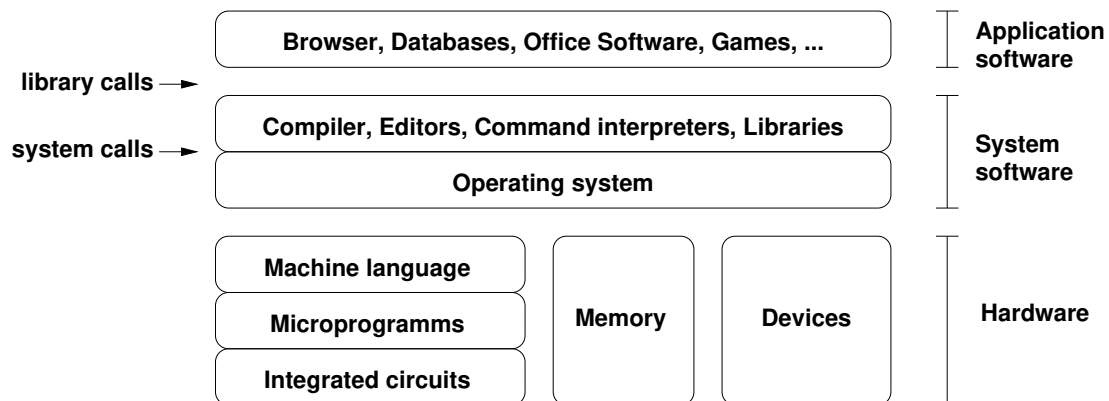 Browser, Databases, Office Software, Games, ...
Application
software
library calls
Compiler, Editors, Command interpreters, Libraries
system calls
Operating system
System
software
Machine language
Microprogramms
Integrated circuits
Memory
Devices
Hardware